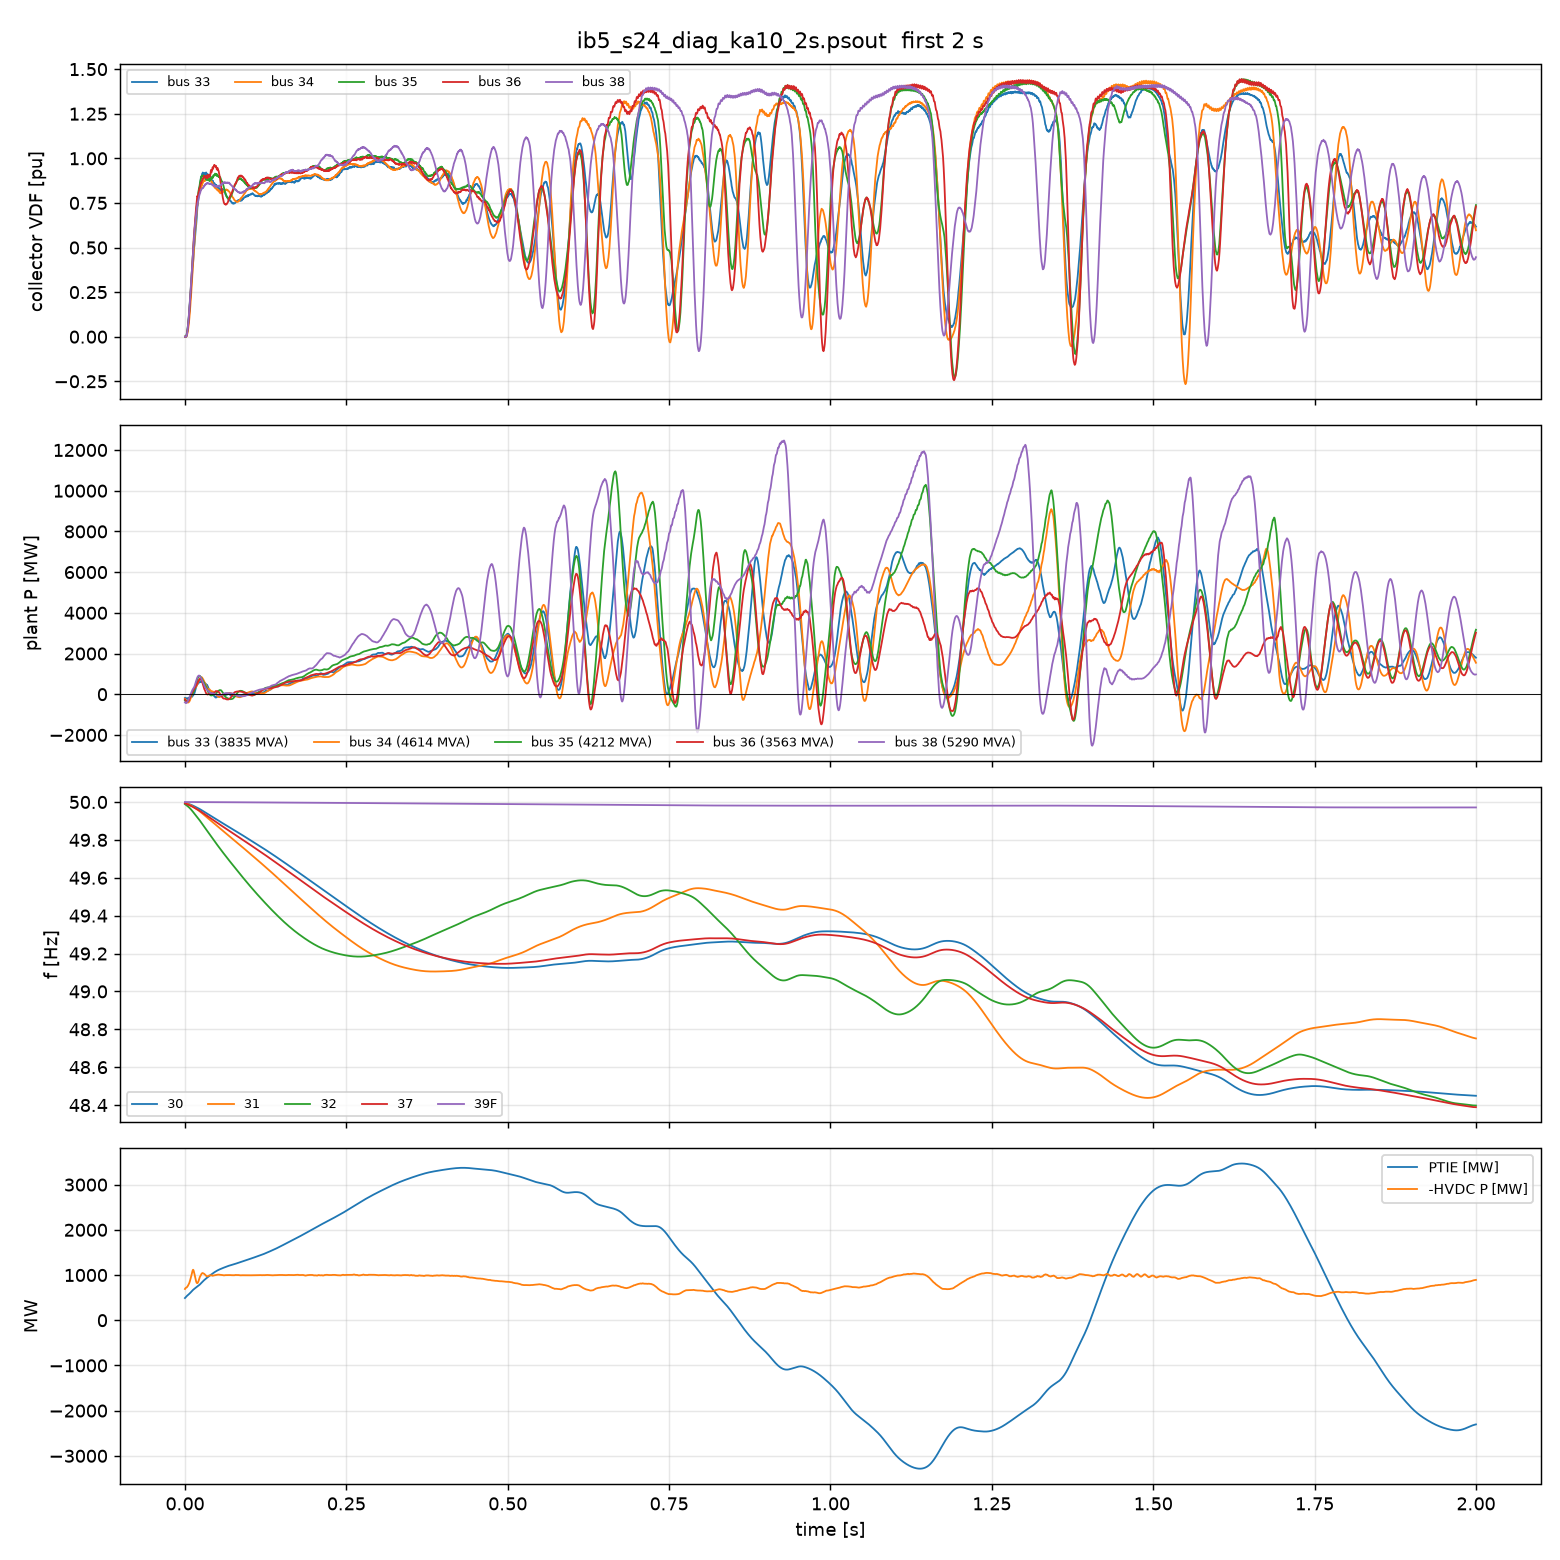 ib5_s24_diag_ka10_2s.psout  first 2 s
bus 33 bus 34 bus 35 bus 36 bus 38
collector VDF [pu]
1.50
1.25
1.00
0.75
0.50
0.25
0.00
−0.25
plant P [MW]
12000
10000
8000
6000
4000
2000
0
−2000
bus 33 (3835 MVA) bus 34 (4614 MVA) bus 35 (4212 MVA) bus 36 (3563 MVA) bus 38 (5290 MVA)
f [Hz]
50.0
49.8
49.6
49.4
49.2
49.0
48.8
48.6
48.4
30 31 32 37 39F
MW
3000
2000
1000
0
−1000
−2000
−3000
PTIE [MW]
-HVDC P [MW]
0.00 0.25 0.50 0.75 1.00 1.25 1.50 1.75 2.00
time [s]